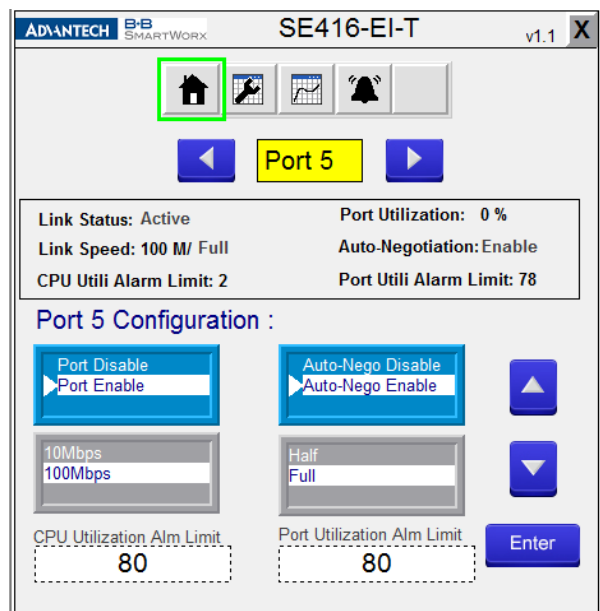 ADVANTECH B+B SMARTWORX SE416-EI-T v1.1 X
Port 5
Link Status: Active Port Utilization: 0 %
Link Speed: 100 M/ Full Auto-Negotiation: Enable
CPU Utili Alarm Limit: 2 Port Utili Alarm Limit: 78
Port 5 Configuration :
Port Disable Auto-Nego Disable
Port Enable Auto-Nego Enable
10Mbps Half
100Mbps Full
CPU Utilization Alm Limit Port Utilization Alm Limit Enter
80 80